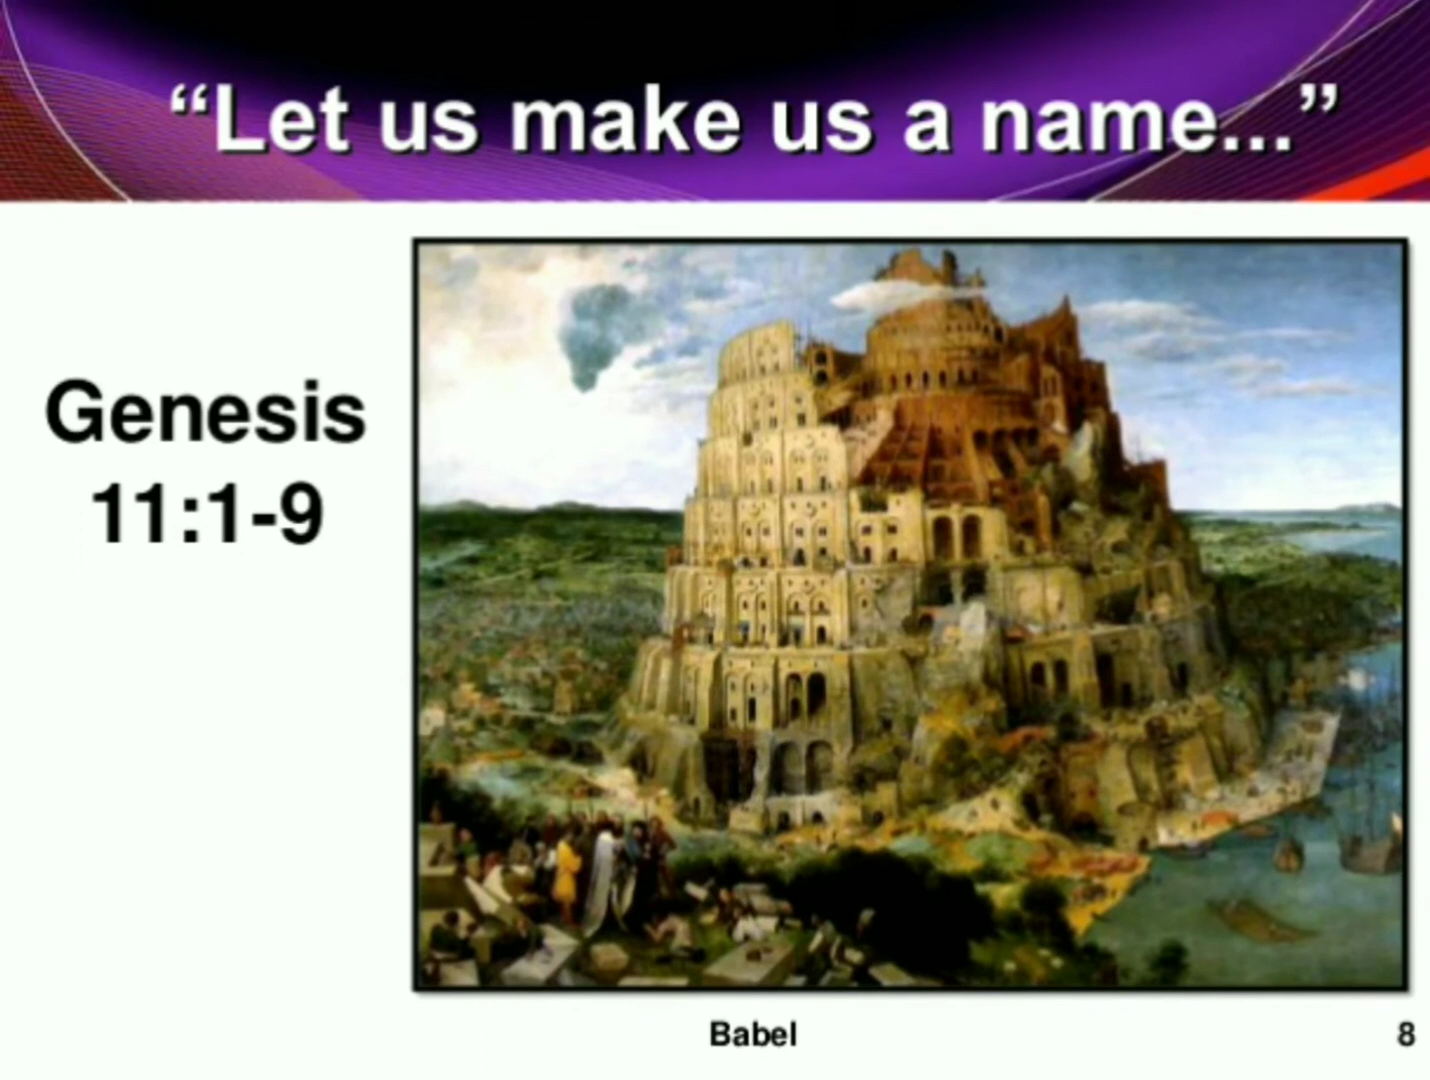 “Let us make us a name...”
Genesis
11:1-9
Babel
8